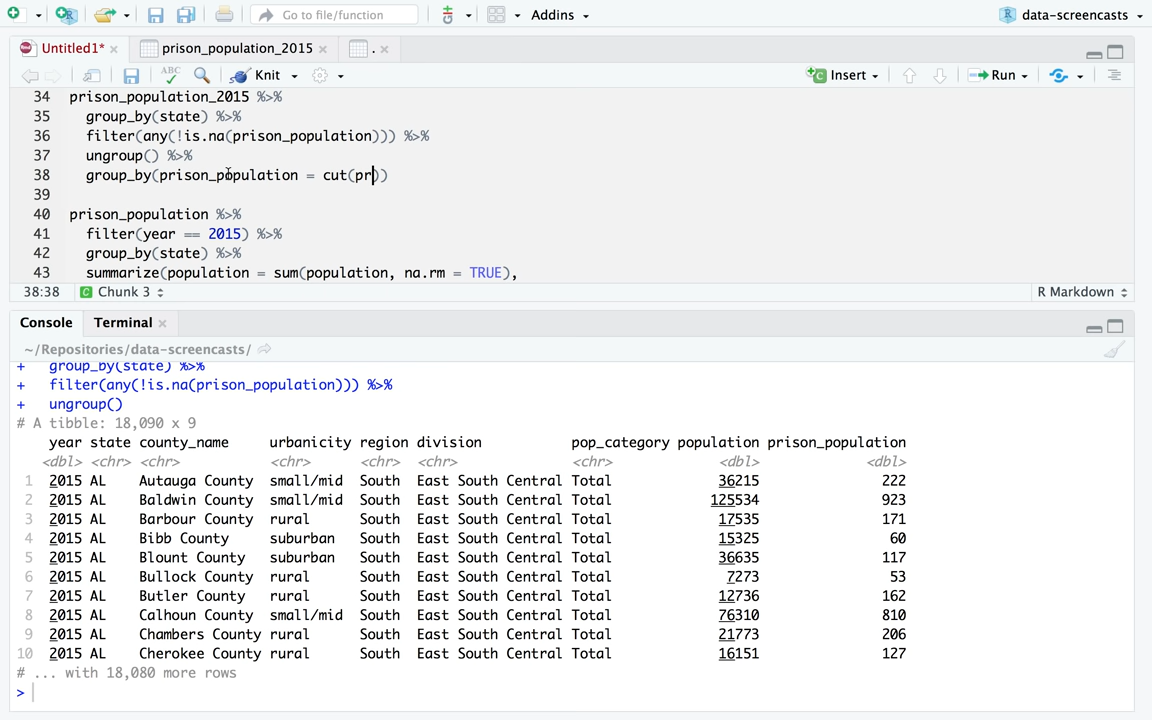 Go to file/function
Addins
data-screencasts
Untitled1*
prison_population_2015
.
ABC
Knit
Insert
Run
34 prison_population_2015 %>%
35 group_by(state) %>%
36 filter(any(!is.na(prison_population))) %>%
37 ungroup() %>%
38 group_by(prison_population = cut(pr))
39
40 prison_population %>%
41 filter(year == 2015) %>%
42 group_by(state) %>%
43 summarize(population = sum(population, na.rm = TRUE),
38:38 C Chunk 3 R Markdown
Console Terminal
~/Repositories/data-screencasts/
+ group_by(state) %>%
+ filter(any(!is.na(prison_population))) %>%
+ ungroup()
# A tibble: 18,090 x 9
year state county_name urbanicity region division pop_category population prison_population
<dbl> <chr> <chr> <chr> <chr> <chr> <chr> <dbl> <dbl>
1 2015 AL Autauga County small/mid South East South Central Total 36215 222
2 2015 AL Baldwin County small/mid South East South Central Total 125534 923
3 2015 AL Barbour County rural South East South Central Total 17535 171
4 2015 AL Bibb County suburban South East South Central Total 15325 60
5 2015 AL Blount County suburban South East South Central Total 36635 117
6 2015 AL Bullock County rural South East South Central Total 7273 53
7 2015 AL Butler County rural South East South Central Total 12736 162
8 2015 AL Calhoun County small/mid South East South Central Total 76310 810
9 2015 AL Chambers County rural South East South Central Total 21773 206
10 2015 AL Cherokee County rural South East South Central Total 16151 127
# ... with 18,080 more rows
>